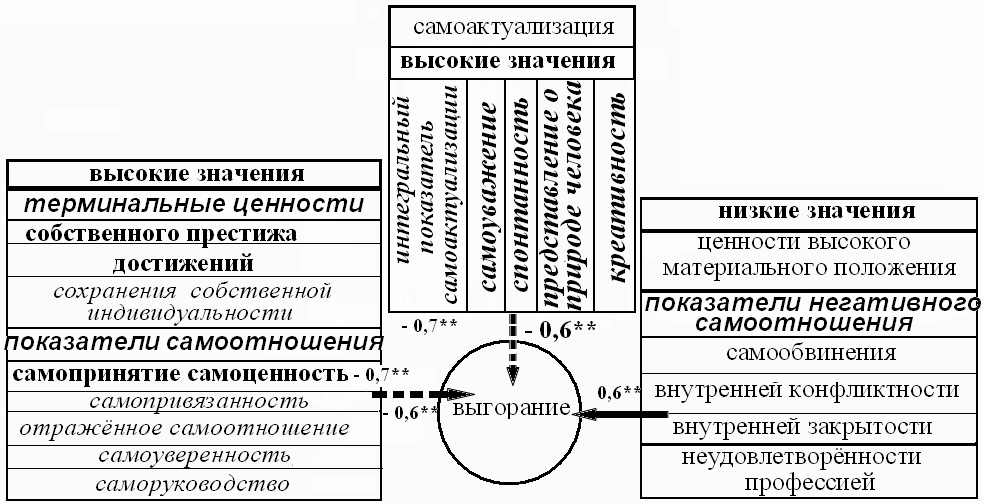 самоактуализация
высокие значения
интегральный
показатель
самоактуализации
самоуважение
спонтанность
представление о
природе человека
креативность
высокие значения
терминальные ценности
собственного престижа
достижений
сохранения собственной
индивидуальности
показатели самоотношения
самопринятие самоценность - 0,7**
самопривязанность
- 0,6**
отражённое самоотношение
самоуверенность
саморуководство
- 0,7**
- 0,6**
выгорание
0,6**
низкие значения
ценности высокого
материального положения
показатели негативного
самоотношения
самообвинения
внутренней конфликтности
внутренней закрытости
неудовлетворённости
профессией